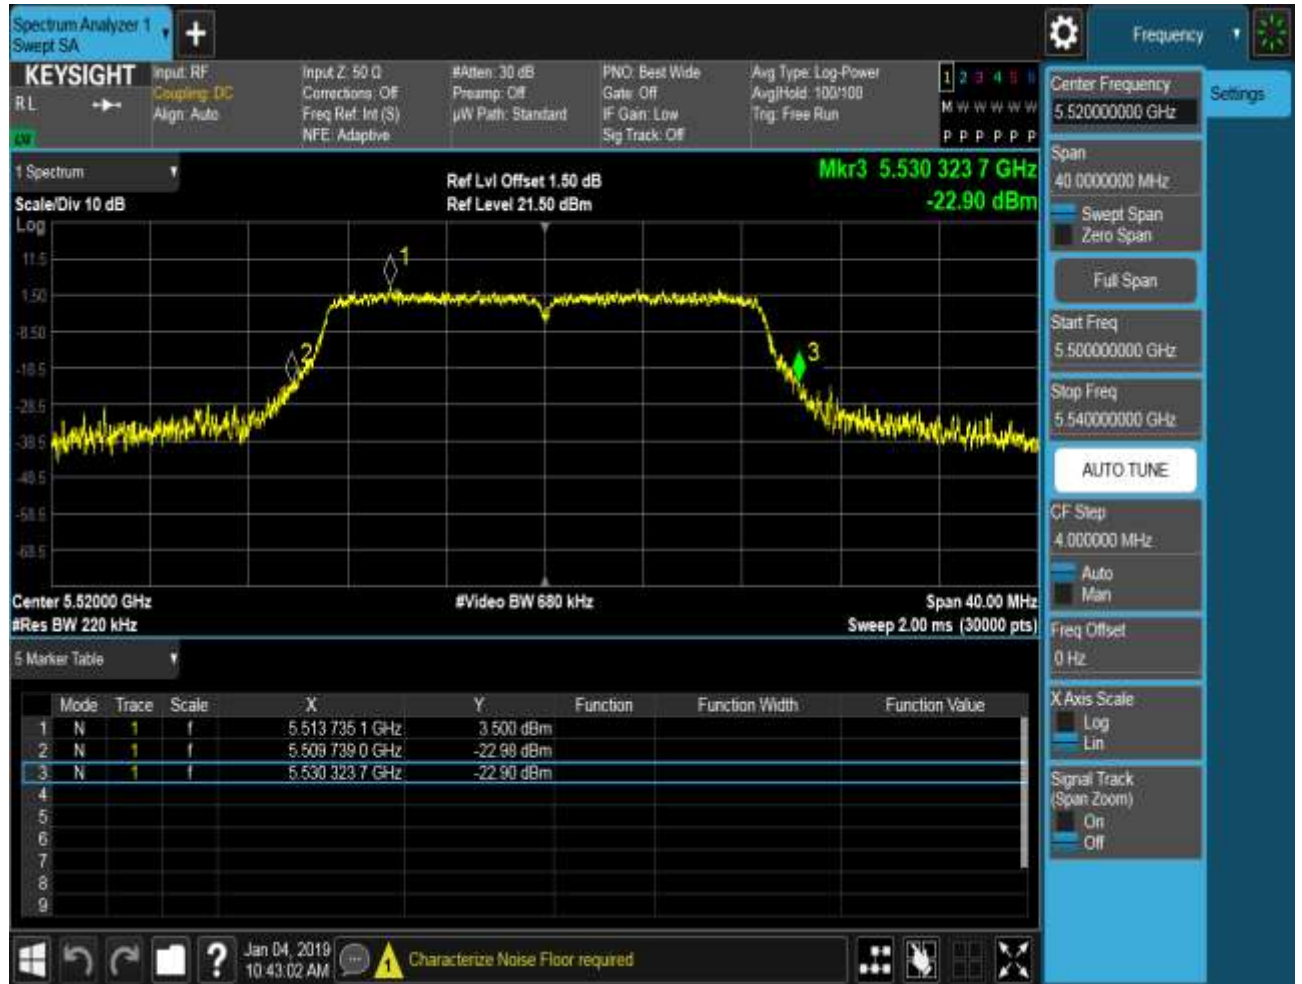 Spectrum Analyzer 1
Swept SA
+
Frequency
KEYSIGHT
Input: RF
Input Z: 50 Ω
#Atten: 30 dB
PNO: Best Wide
Avg Type: Log-Power
1 2 3 4 5 6
RL
Coupling: DC
Corrections: Off
Preamp: Off
Gate: Off
Avg|Hold: 100/100
M W W W W W
Align: Auto
Freq Ref: Int (S)
µW Path: Standard
IF Gain: Low
Trig: Free Run
NFE: Adaptive
Sig Track: Off
P P P P P P
1 Spectrum
Ref Lvl Offset 1.50 dB
Mkr3 5.530 323 7 GHz
Scale/Div 10 dB
Ref Level 21.50 dBm
-22.90 dBm
Log
11.5
1.50
-8.50
-18.5
-28.5
-38.5
-48.5
-58.5
-68.5
1
2
3
Center 5.52000 GHz
#Video BW 680 kHz
Span 40.00 MHz
#Res BW 220 kHz
Sweep 2.00 ms (30000 pts)
5 Marker Table
Mode Trace Scale X Y Function Function Width Function Value
1 N 1 f 5.513 735 1 GHz 3.500 dBm
2 N 1 f 5.509 739 0 GHz -22.98 dBm
3 N 1 f 5.530 323 7 GHz -22.90 dBm
4
5
6
7
8
9
?
Jan 04, 2019
10:43:02 AM
1
Characterize Noise Floor required
Settings
Center Frequency
5.520000000 GHz
Span
40.0000000 MHz
Swept Span
Zero Span
Full Span
Start Freq
5.500000000 GHz
Stop Freq
5.540000000 GHz
AUTO TUNE
CF Step
4.000000 MHz
Auto
Man
Freq Offset
0 Hz
X Axis Scale
Log
Lin
Signal Track
(Span Zoom)
On
Off